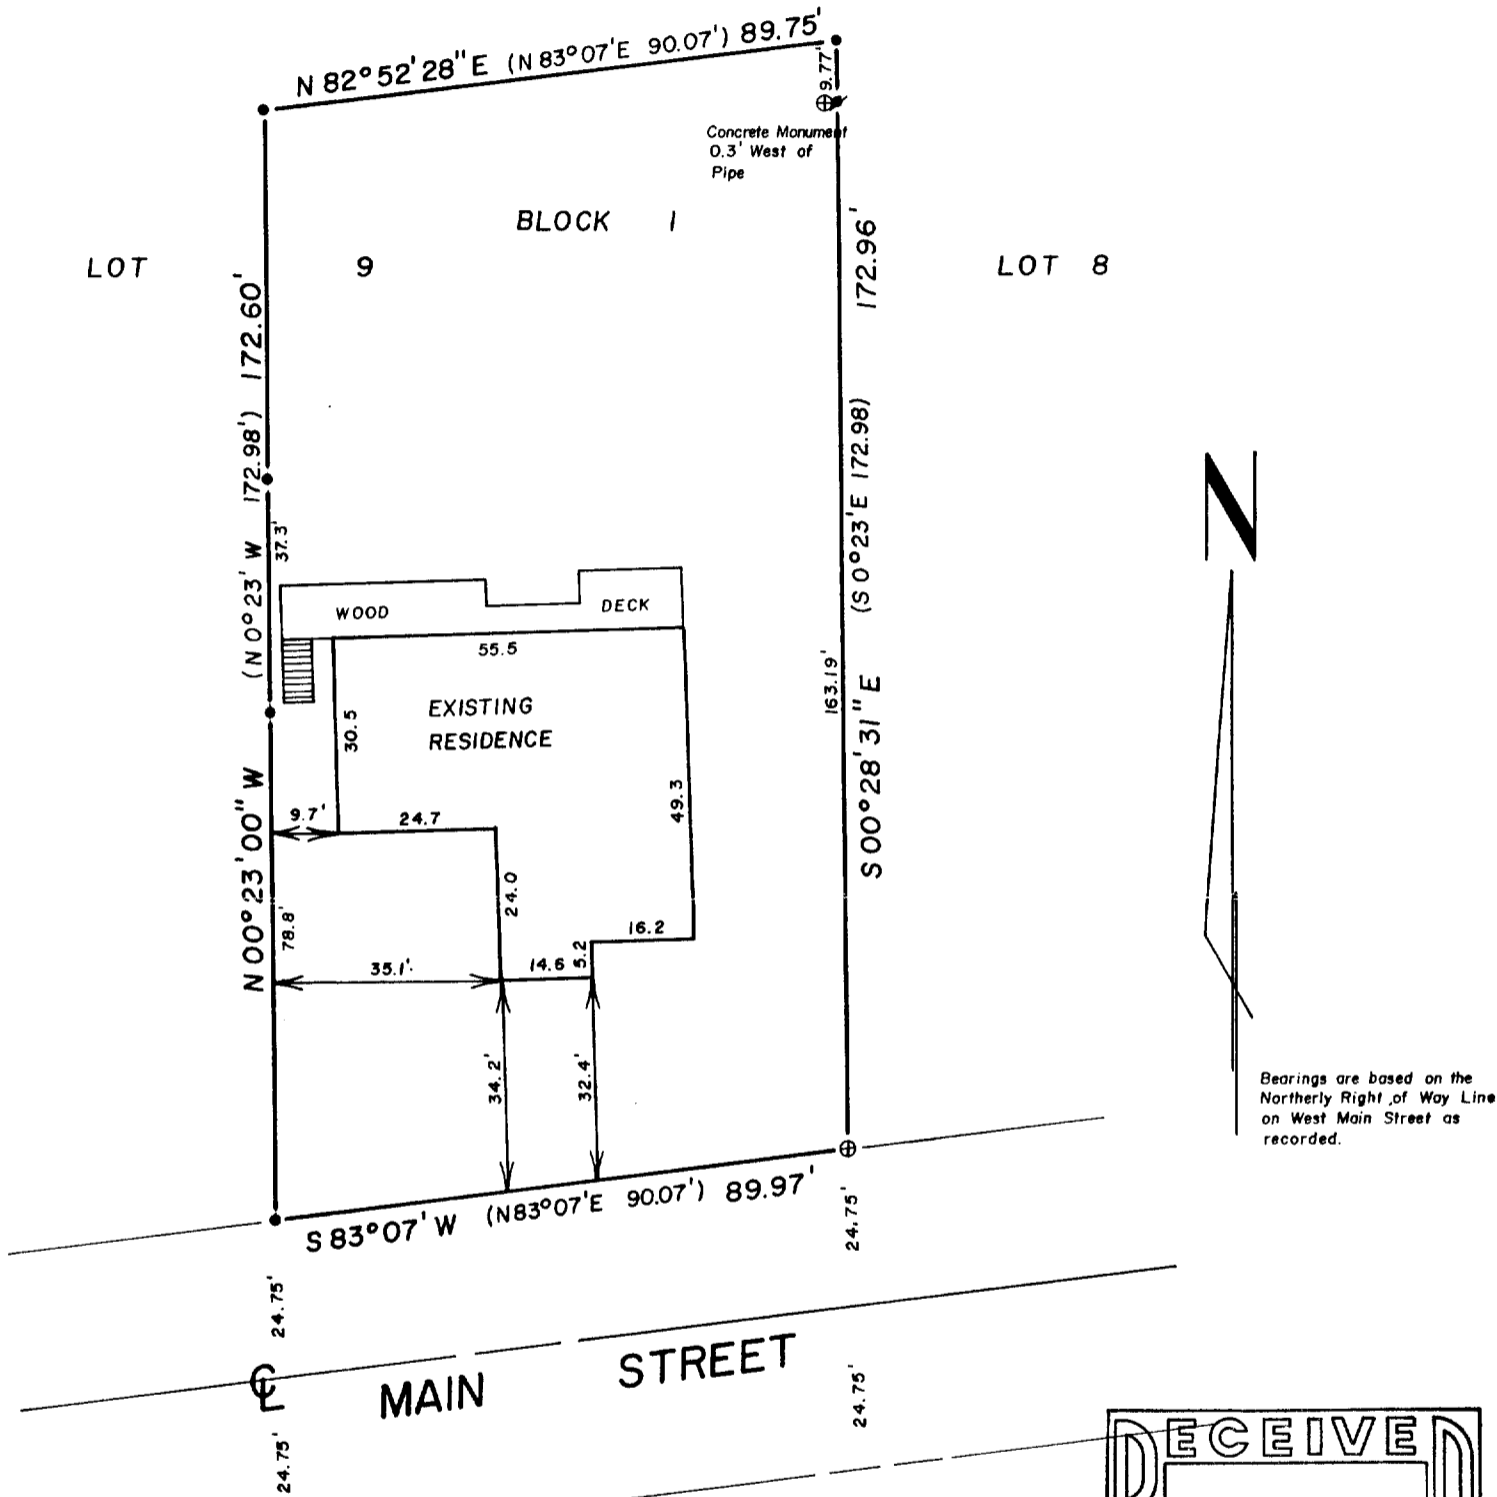 N 82°52'28" E (N 83°07'E 90.07') 89.75'
9.77'
Concrete Monument
0.3' West of
Pipe
BLOCK 1
LOT 9
LOT 8
N 00°23'00" W (N 0°23' W 172.98') 172.60'
37.3'
78.8'
S 00°28'31" E (S 0°23'E 172.98) 172.96'
163.19'
WOOD DECK
55.5
EXISTING
RESIDENCE
30.5
49.3
9.7'
24.7
24.0
16.2
5.2
14.6
35.1'
34.2'
32.4'
S 83°07' W (N83°07'E 90.07') 89.97'
24.75'
24.75'
N
Bearings are based on the
Northerly Right of Way Line
on West Main Street as
recorded.
CL
MAIN STREET
24.75'
24.75'
ECEIVE